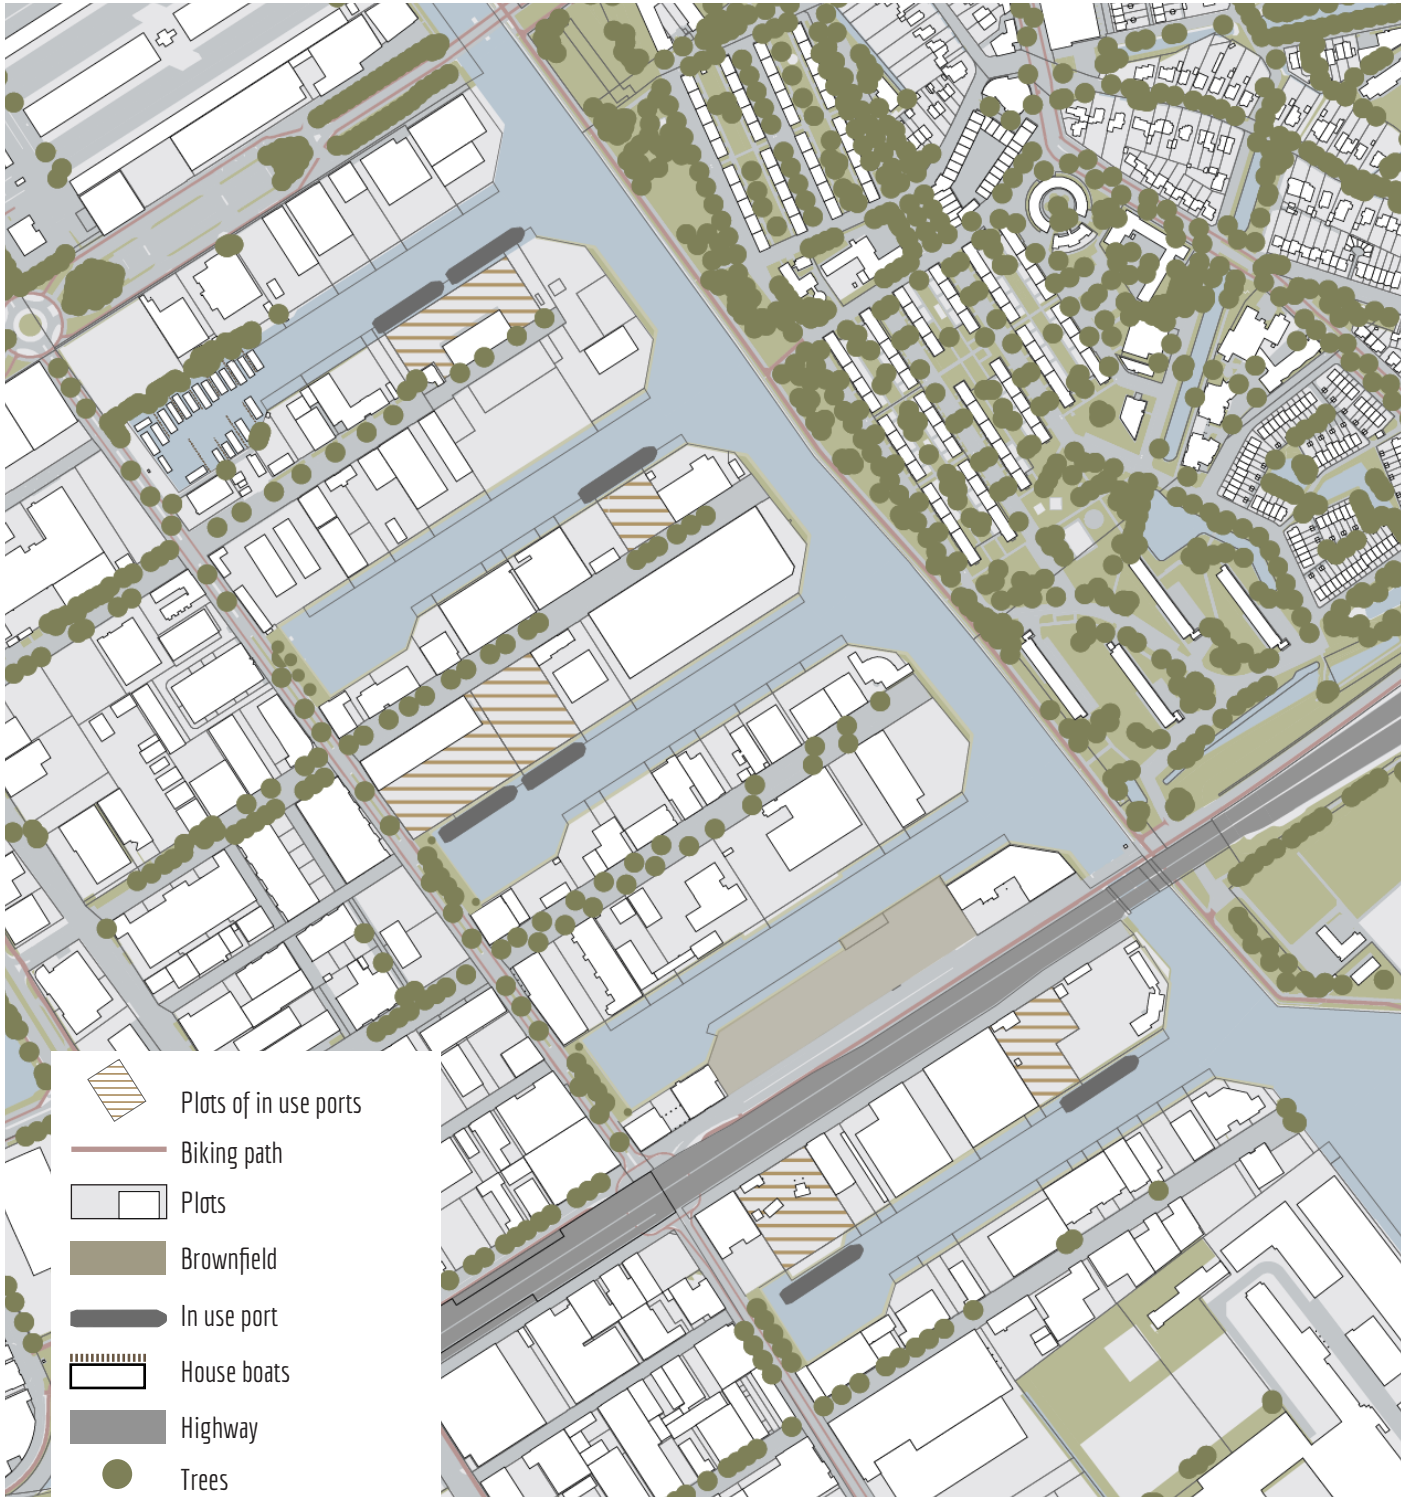 Plots of in use ports
Biking path
Plots
Brownfield
In use port
House boats
Highway
Trees